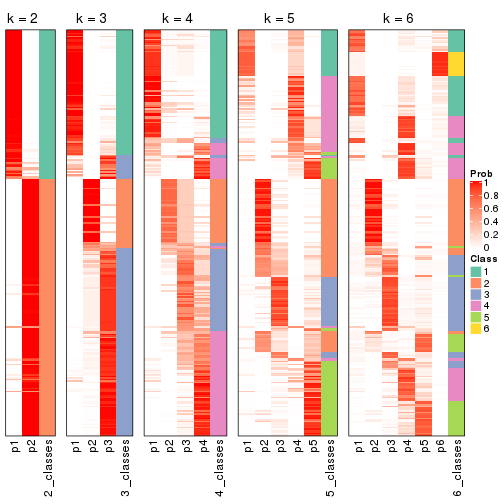 k = 2
k = 3
k = 4
k = 5
k = 6
Prob
1
0.8
0.6
0.4
0.2
0
Class
1
2
3
4
5
6
p1
p2
2_classes
p1
p2
p3
3_classes
p1
p2
p3
p4
4_classes
p1
p2
p3
p4
p5
5_classes
p1
p2
p3
p4
p5
p6
6_classes